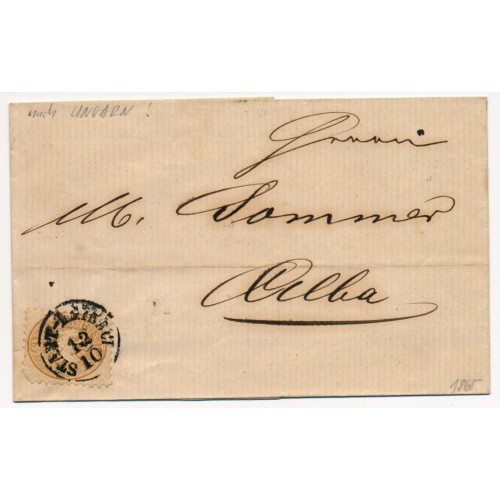 nach UNGARN!
Herrn
M. Sommer
Alba
12/10
1865